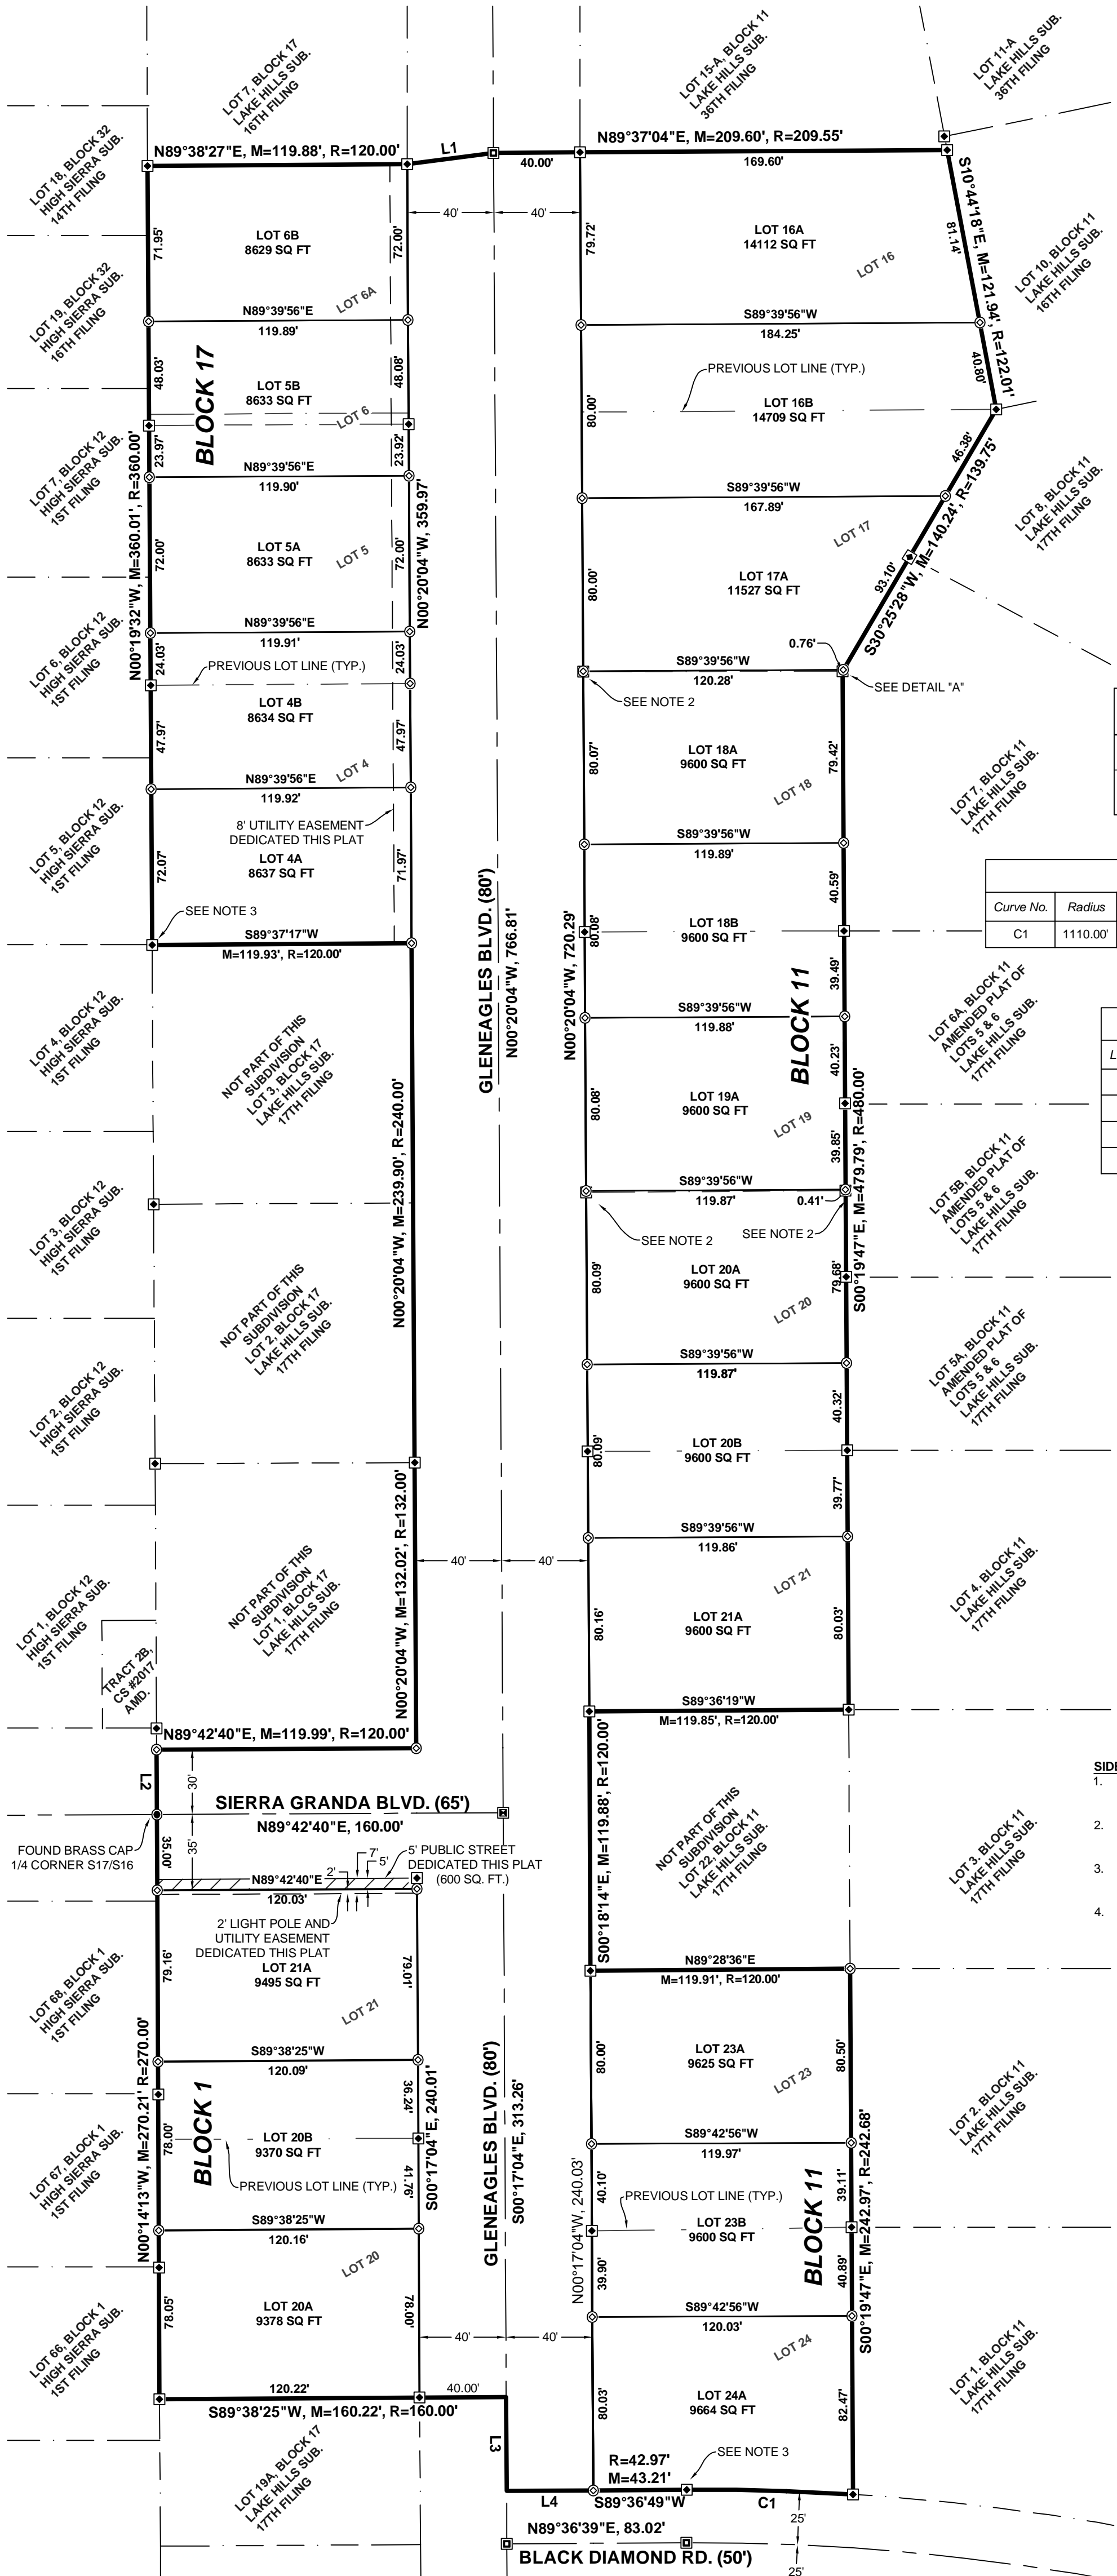 LOT 7, BLOCK 17
LAKE HILLS SUB.
16TH FILING
LOT 15-A, BLOCK 11
LAKE HILLS SUB.
36TH FILING
LOT 11-A
LAKE HILLS SUB.
36TH FILING
N89°38'27"E, M=119.88', R=120.00'
L1
40.00'
N89°37'04"E, M=209.60', R=209.55'
169.60'
LOT 18, BLOCK 32
HIGH SIERRA SUB.
14TH FILING
S10°44'18"E, M=121.94', R=122.01'
81.14'
40'
40'
71.95'
LOT 6B
8629 SQ FT
72.00'
79.72'
LOT 16A
14112 SQ FT
LOT 16
LOT 10, BLOCK 11
LAKE HILLS SUB.
16TH FILING
LOT 6A
LOT 19, BLOCK 32
HIGH SIERRA SUB.
16TH FILING
N89°39'56"E
119.89'
S89°39'56"W
184.25'
48.03'
BLOCK 17
LOT 5B
8633 SQ FT
48.08'
LOT 6
PREVIOUS LOT LINE (TYP.)
40.80'
80.00'
LOT 16B
14709 SQ FT
LOT 7, BLOCK 12
HIGH SIERRA SUB.
1ST FILING
23.97'
23.92'
N89°39'56"E
119.90'
46.38'
S89°39'56"W
167.89'
S30°25'28"W, M=140.24', R=139.75'
LOT 8, BLOCK 11
LAKE HILLS SUB.
17TH FILING
N00°19'32"W, M=360.01', R=360.00'
72.00'
LOT 5A
8633 SQ FT
LOT 5
72.00'
N00°20'04"W, 359.97'
LOT 17
80.00'
LOT 17A
11527 SQ FT
93.10'
LOT 6, BLOCK 12
HIGH SIERRA SUB.
1ST FILING
N89°39'56"E
119.91'
24.03'
24.03'
PREVIOUS LOT LINE (TYP.)
0.76'
S89°39'56"W
120.28'
SEE DETAIL "A"
SEE NOTE 2
47.97'
LOT 4B
8634 SQ FT
47.97'
LOT 4
80.07'
LOT 18A
9600 SQ FT
LOT 18
79.42'
LOT 7, BLOCK 11
LAKE HILLS SUB.
17TH FILING
LOT 5, BLOCK 12
HIGH SIERRA SUB.
1ST FILING
N89°39'56"E
119.92'
8' UTILITY EASEMENT
DEDICATED THIS PLAT
72.07'
LOT 4A
8637 SQ FT
71.97'
S89°39'56"W
119.89'
40.59'
SEE NOTE 3
S89°37'17"W
M=119.93', R=120.00'
GLENEAGLES BLVD. (80')
N00°20'04"W, 766.81'
N00°20'04"W, 720.29'
80.08'
LOT 18B
9600 SQ FT
39.49'
Curve No.
Radius
C1
1110.00'
BLOCK 11
LOT 4, BLOCK 12
HIGH SIERRA SUB.
1ST FILING
NOT PART OF THIS
SUBDIVISION
LOT 3, BLOCK 17
LAKE HILLS SUB.
17TH FILING
S89°39'56"W
119.88'
LOT 6A, BLOCK 11
AMENDED PLAT OF
LOTS 5 & 6
LAKE HILLS SUB.
17TH FILING
L
40.23'
80.08'
LOT 19A
9600 SQ FT
LOT 19
39.85'
S00°19'47"E, M=479.79', R=480.00'
N00°20'04"W, M=239.90', R=240.00'
LOT 3, BLOCK 12
HIGH SIERRA SUB.
1ST FILING
S89°39'56"W
119.87'
0.41'
SEE NOTE 2
SEE NOTE 2
LOT 5B, BLOCK 11
AMENDED PLAT OF
LOTS 5 & 6
LAKE HILLS SUB.
17TH FILING
80.09'
LOT 20A
9600 SQ FT
LOT 20
79.68'
NOT PART OF THIS
SUBDIVISION
LOT 2, BLOCK 17
LAKE HILLS SUB.
17TH FILING
S89°39'56"W
119.87'
LOT 5A, BLOCK 11
AMENDED PLAT OF
LOTS 5 & 6
LAKE HILLS SUB.
17TH FILING
LOT 2, BLOCK 12
HIGH SIERRA SUB.
1ST FILING
40.32'
80.09'
LOT 20B
9600 SQ FT
39.77'
S89°39'56"W
119.86'
40'
40'
LOT 21
80.16'
LOT 21A
9600 SQ FT
80.03'
LOT 4. BLOCK 11
LAKE HILLS SUB.
17TH FILING
LOT 1, BLOCK 12
HIGH SIERRA SUB.
1ST FILING
NOT PART OF THIS
SUBDIVISION
LOT 1, BLOCK 17
LAKE HILLS SUB.
17TH FILING
N00°20'04"W, M=132.02', R=132.00'
TRACT 2B,
CS #2017
AMD.
S89°36'19"W
M=119.85', R=120.00'
N89°42'40"E, M=119.99', R=120.00'
L2
30'
SIERRA GRANDA BLVD. (65')
N89°42'40"E, 160.00'
FOUND BRASS CAP
1/4 CORNER S17/S16
35.00'
35'
2'
7'
5'
5' PUBLIC STREET
DEDICATED THIS PLAT
(600 SQ. FT.)
N89°42'40"E
120.03'
S00°18'14"E, M=119.88', R=120.00'
NOT PART OF THIS
SUBDIVISION
LOT 22, BLOCK 11
LAKE HILLS SUB.
17TH FILING
LOT 3. BLOCK 11
LAKE HILLS SUB.
17TH FILING
SIDE
1.
2.
3.
4.
2' LIGHT POLE AND
UTILITY EASEMENT
DEDICATED THIS PLAT
79.16'
LOT 21A
9495 SQ FT
79.01'
LOT 21
LOT 68, BLOCK 1
HIGH SIERRA SUB.
1ST FILING
N89°28'36"E
M=119.91', R=120.00'
80.00'
LOT 23A
9625 SQ FT
LOT 23
80.50'
S89°38'25"W
120.09'
36.24'
N00°14'13"W, M=270.21' R=270.00'
BLOCK 1
78.00'
LOT 20B
9370 SQ FT
41.76'
PREVIOUS LOT LINE (TYP.)
S00°17'04"E, 240.01'
GLENEAGLES BLVD. (80')
S00°17'04"E, 313.26'
LOT 67, BLOCK 1
HIGH SIERRA SUB.
1ST FILING
LOT 2. BLOCK 11
LAKE HILLS SUB.
17TH FILING
S89°42'56"W
119.97'
40.10'
39.11'
PREVIOUS LOT LINE (TYP.)
N00°17'04"W, 240.03'
LOT 23B
9600 SQ FT
39.90'
BLOCK 11
40.89'
S00°19'47"E, M=242.97', R=242.68'
S89°38'25"W
120.16'
LOT 20
78.05'
LOT 20A
9378 SQ FT
78.00'
LOT 66, BLOCK 1
HIGH SIERRA SUB.
1ST FILING
S89°42'56"W
120.03'
40'
40'
LOT 24
80.03'
LOT 24A
9664 SQ FT
82.47'
LOT 1. BLOCK 11
LAKE HILLS SUB.
17TH FILING
120.22'
40.00'
S89°38'25"W, M=160.22', R=160.00'
L3
LOT 19A, BLOCK 17
LAKE HILLS SUB.
17TH FILING
R=42.97'
M=43.21'
SEE NOTE 3
L4
S89°36'49"W
C1
25'
N89°36'39"E, 83.02'
BLACK DIAMOND RD. (50')
25'